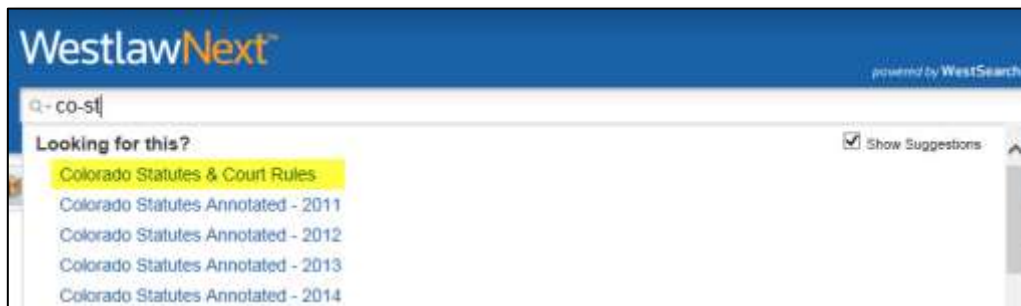 WestlawNext™
powered by WestSearch
co-st
Looking for this?
Show Suggestions
Colorado Statutes & Court Rules
Colorado Statutes Annotated - 2011
Colorado Statutes Annotated - 2012
Colorado Statutes Annotated - 2013
Colorado Statutes Annotated - 2014